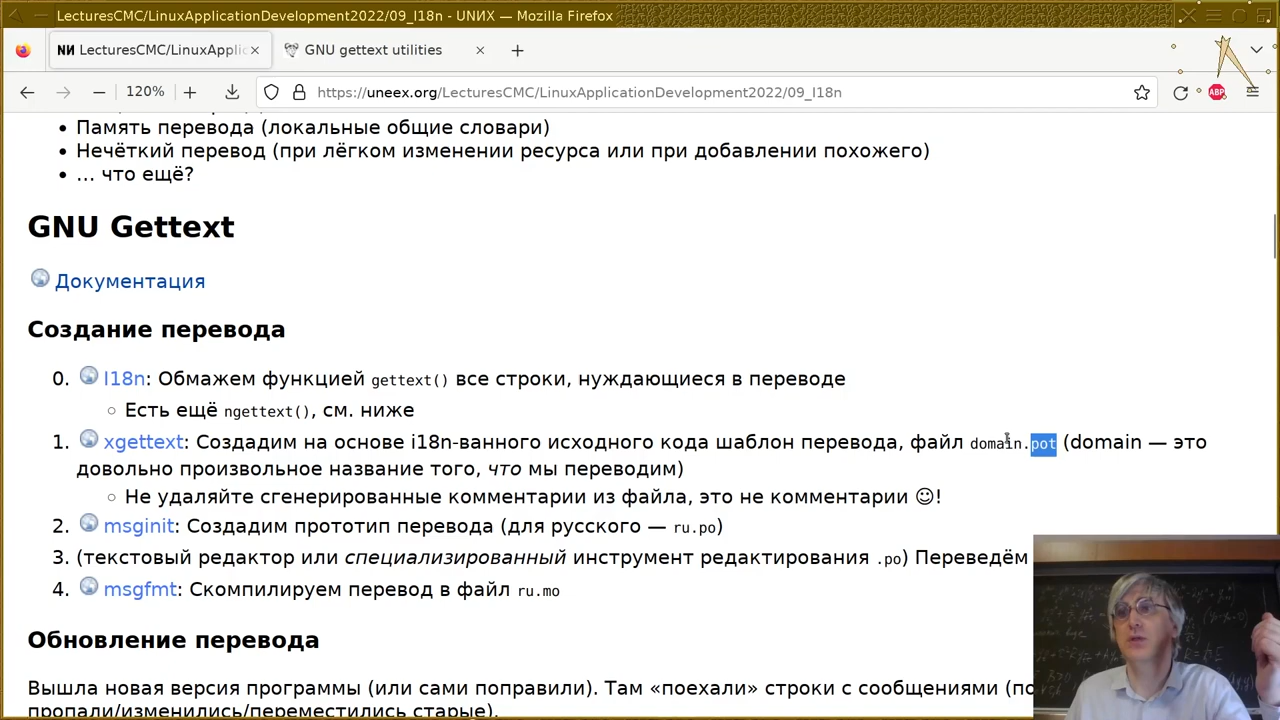 LecturesCMC/LinuxApplicationDevelopment2022/09_I18n - UNИX — Mozilla Firefox
LecturesCMC/LinuxApplic
GNU gettext utilities
120%
https://uneex.org/LecturesCMC/LinuxApplicationDevelopment2022/09_I18n
ABP
• Память перевода (локальные общие словари)
• Нечёткий перевод (при лёгком изменении ресурса или при добавлении похожего)
• … что ещё?
GNU Gettext
Документация
Создание перевода
0. I18n: Обмажем функцией gettext() все строки, нуждающиеся в переводе
◦ Есть ещё ngettext(), см. ниже
1. xgettext: Создадим на основе i18n-ванного исходного кода шаблон перевода, файл domain.pot (domain — это
довольно произвольное название того, что мы переводим)
◦ Не удаляйте сгенерированные комментарии из файла, это не комментарии ☺!
2. msginit: Создадим прототип перевода (для русского — ru.po)
3. (текстовый редактор или специализированный инструмент редактирования .po) Переведём
4. msgfmt: Скомпилируем перевод в файл ru.mo
Обновление перевода
Вышла новая версия программы (или сами поправили). Там «поехали» строки с сообщениями (по
пропали/изменились/переместились старые).